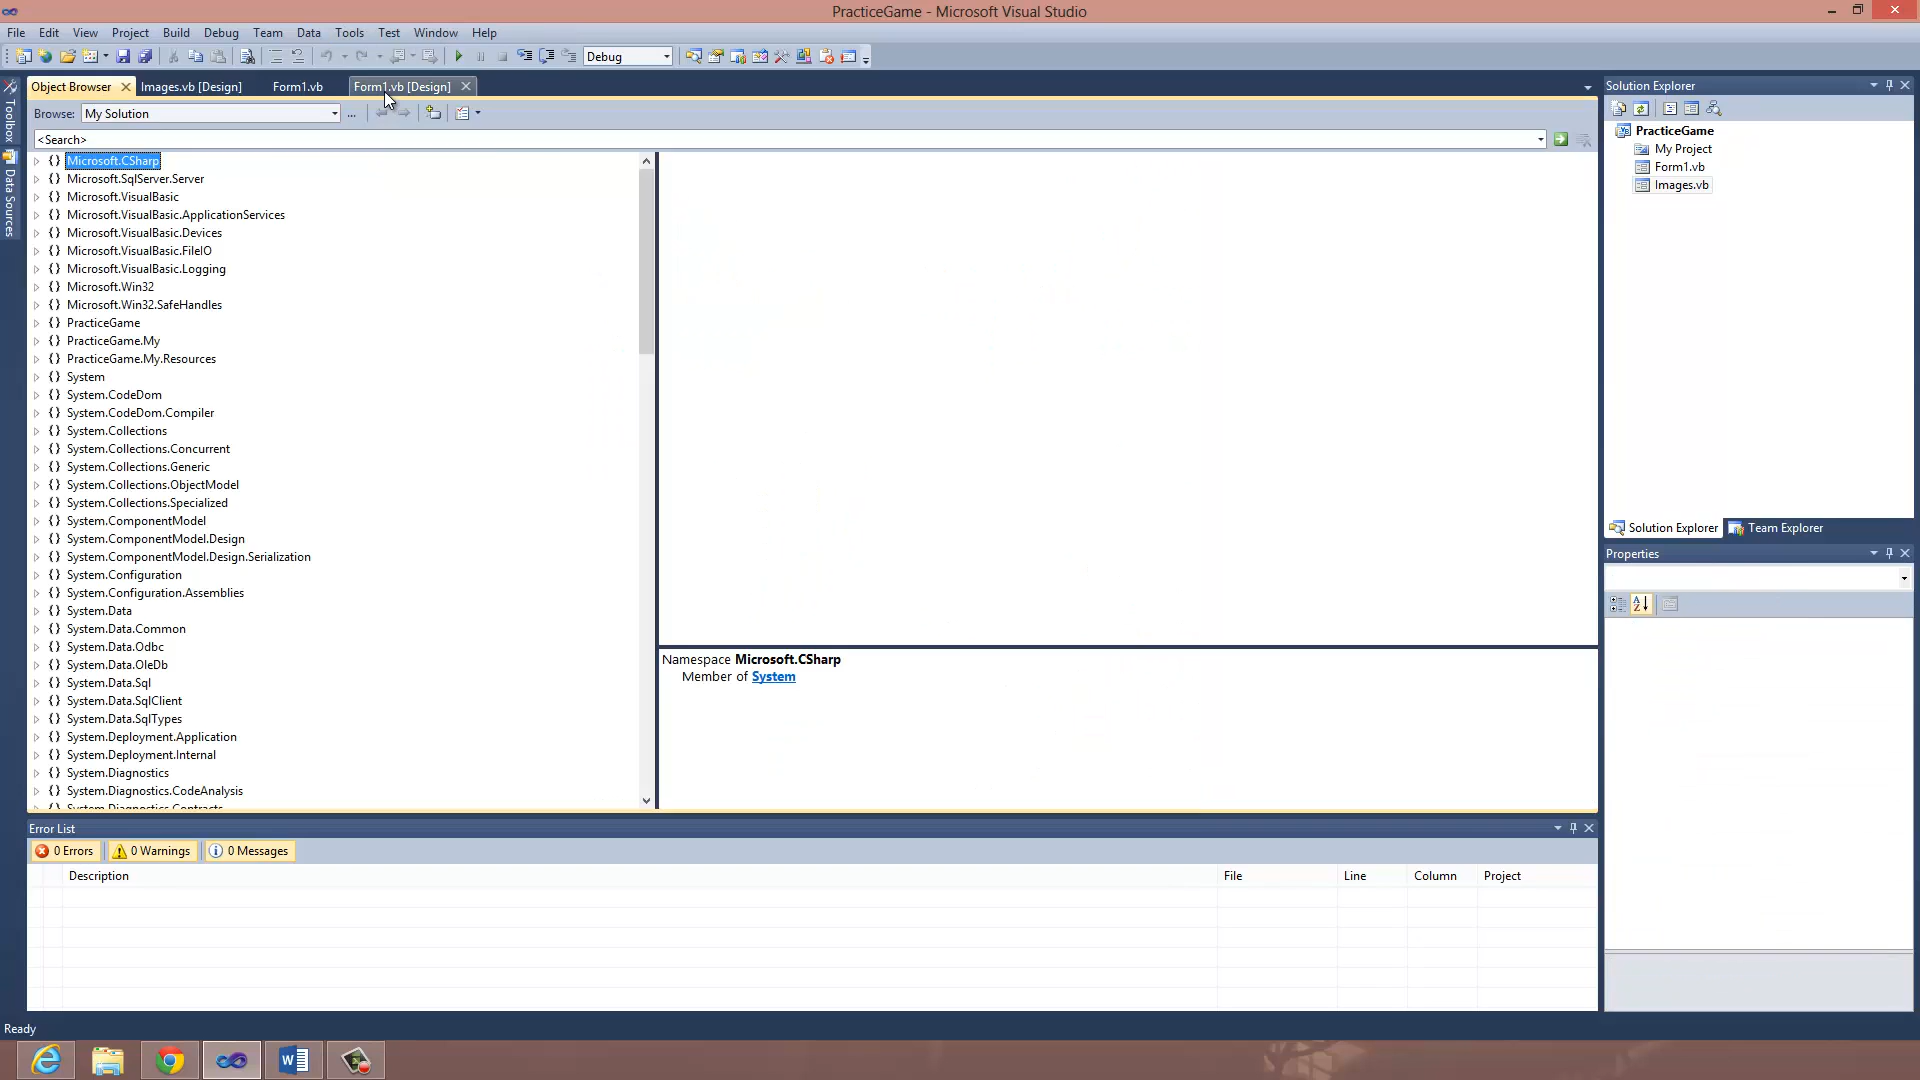 PracticeGame - Microsoft Visual Studio
File Edit View Project Build Debug Team Data Tools Test Window Help
Debug
Object Browser Images.vb [Design] Form1.vb Form1.vb [Design]
Browse: My Solution ...
<Search>
Toolbox
Data Sources
Microsoft.CSharp
Microsoft.SqlServer.Server
Microsoft.VisualBasic
Microsoft.VisualBasic.ApplicationServices
Microsoft.VisualBasic.Devices
Microsoft.VisualBasic.FileIO
Microsoft.VisualBasic.Logging
Microsoft.Win32
Microsoft.Win32.SafeHandles
PracticeGame
PracticeGame.My
PracticeGame.My.Resources
System
System.CodeDom
System.CodeDom.Compiler
System.Collections
System.Collections.Concurrent
System.Collections.Generic
System.Collections.ObjectModel
System.Collections.Specialized
System.ComponentModel
System.ComponentModel.Design
System.ComponentModel.Design.Serialization
System.Configuration
System.Configuration.Assemblies
System.Data
System.Data.Common
System.Data.Odbc
System.Data.OleDb
System.Data.Sql
System.Data.SqlClient
System.Data.SqlTypes
System.Deployment.Application
System.Deployment.Internal
System.Diagnostics
System.Diagnostics.CodeAnalysis
System.Diagnostics.Contracts
Namespace Microsoft.CSharp
Member of System
Solution Explorer
PracticeGame
My Project
Form1.vb
Images.vb
Solution Explorer Team Explorer
Properties
Error List
0 Errors 0 Warnings 0 Messages
Description File Line Column Project
Ready